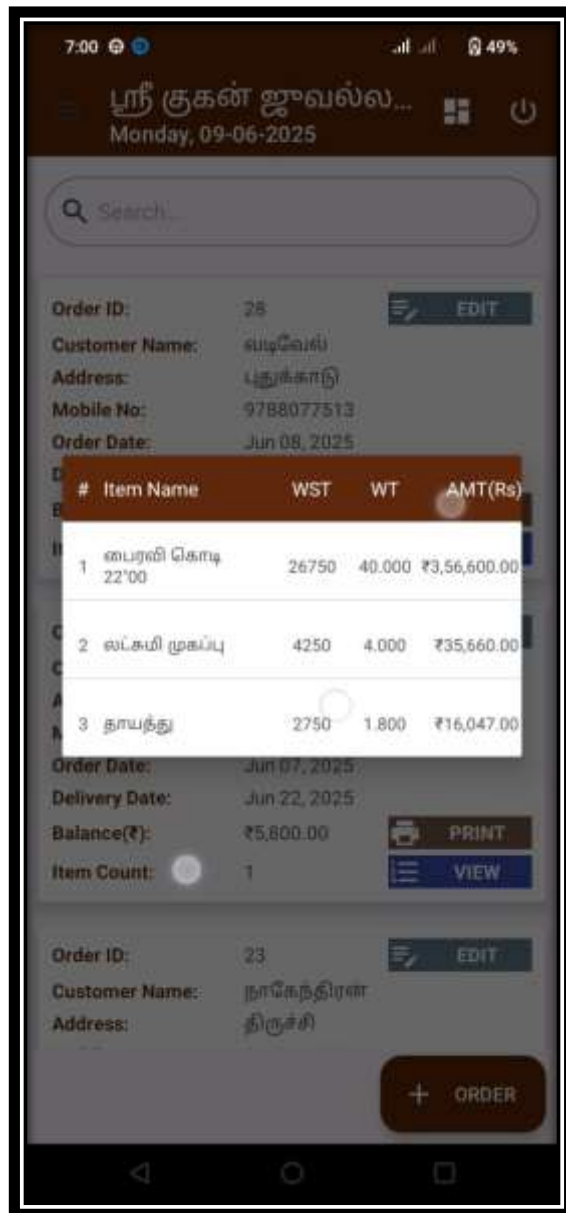 7:00 49%
ஸ்ரீ குகன் ஜுவல்ல...
Monday, 09-06-2025
Search...
Order ID: 28 EDIT
Customer Name: வடிவேல்
Address: புதுக்காடு
Mobile No: 9788077513
Order Date: Jun 08, 2025
# Item Name WST WT AMT(Rs)
1 பைரவி கொடி 22"00 26750 40.000 ₹3,56,600.00
2 லட்சுமி முகப்பு 4250 4.000 ₹35,660.00
3 தாயத்து 2750 1.800 ₹16,047.00
Order Date: Jun 07, 2025
Delivery Date: Jun 22, 2025
Balance(₹): ₹5,800.00 PRINT
Item Count: 1 VIEW
Order ID: 23 EDIT
Customer Name: நாகேந்திரன்
Address: திருச்சி
+ ORDER